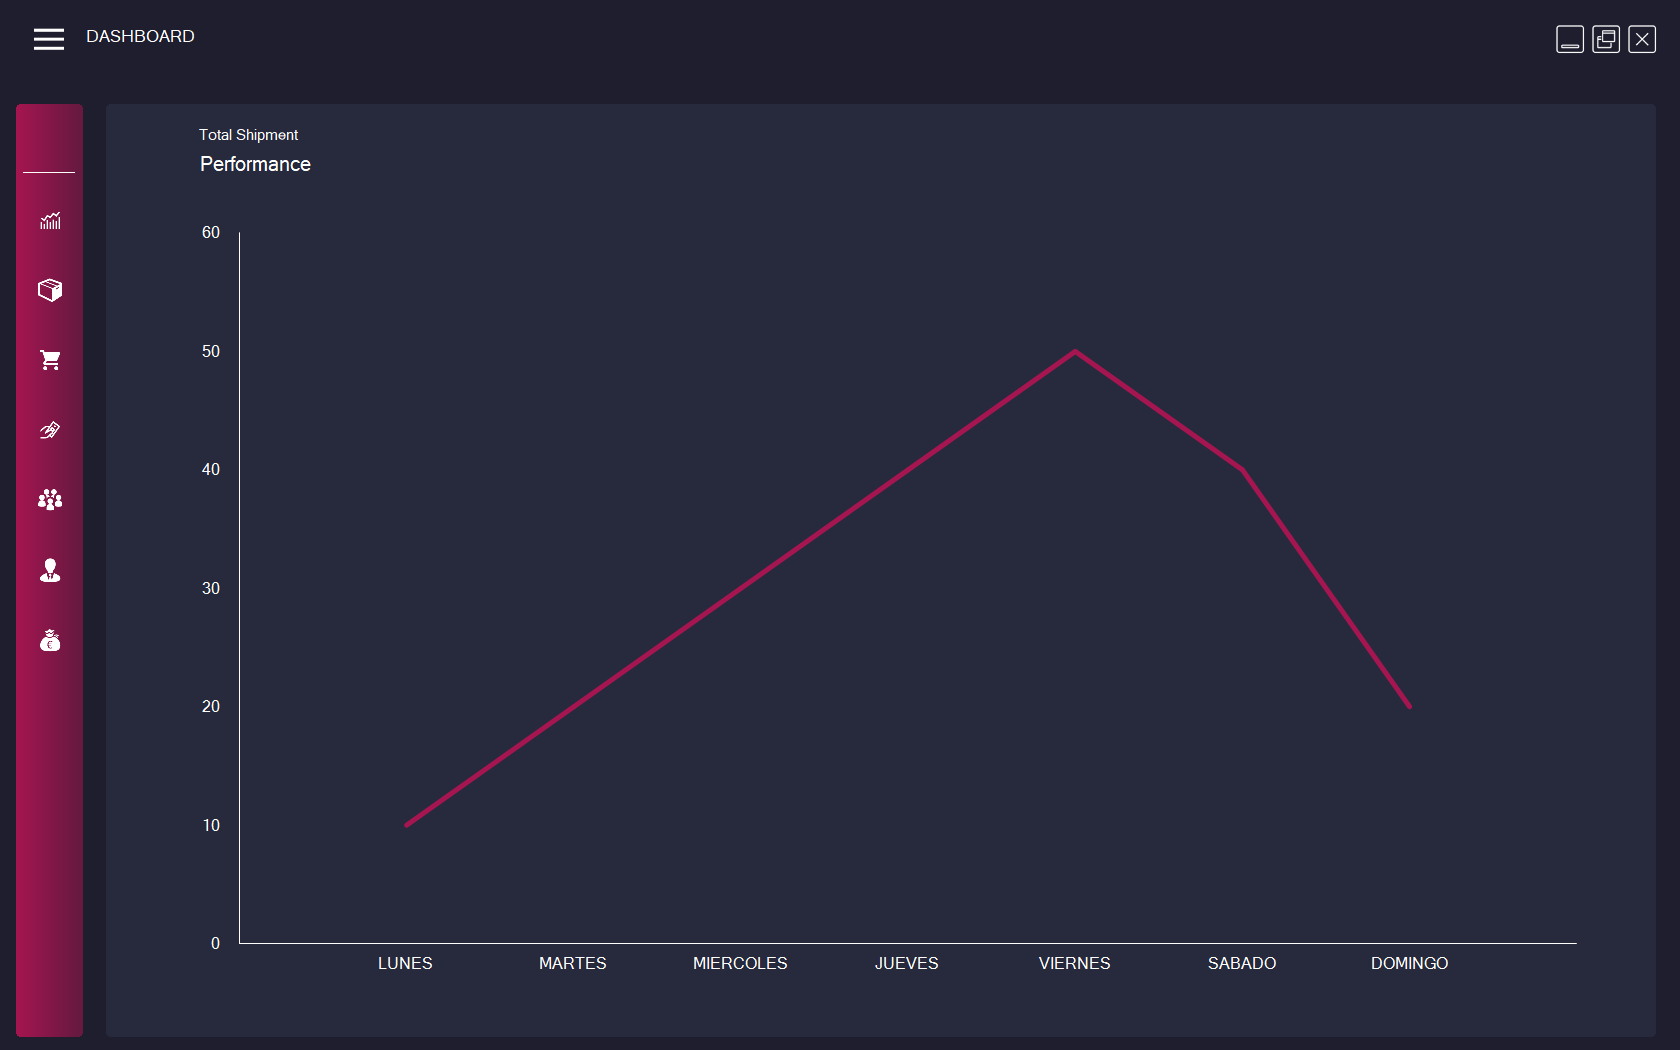 DASHBOARD
Total Shipment
Performance
60
50
40
30
20
10
0
LUNES MARTES MIERCOLES JUEVES VIERNES SABADO DOMINGO
€